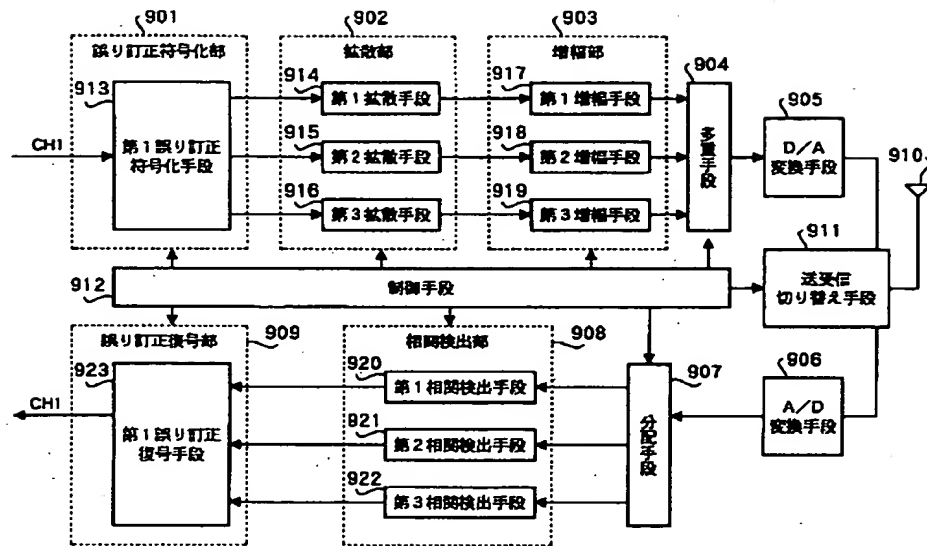 901
902
903
誤り訂正符号化部
拡散部
増幅部
904
913
914
917
第1拡散手段
第1増幅手段
905
CH1
第1誤り訂正
符号化手段
915
918
第2拡散手段
第2増幅手段
多重手段
D/A
変換手段
910
916
919
第3拡散手段
第3増幅手段
911
912
制御手段
送受信
切り替え手段
誤り訂正復号部
909
相関検出部
908
923
920
907
906
第1相関検出手段
CH1
第1誤り訂正
復号手段
921
第2相関検出手段
分配手段
A/D
変換手段
922
第3相関検出手段